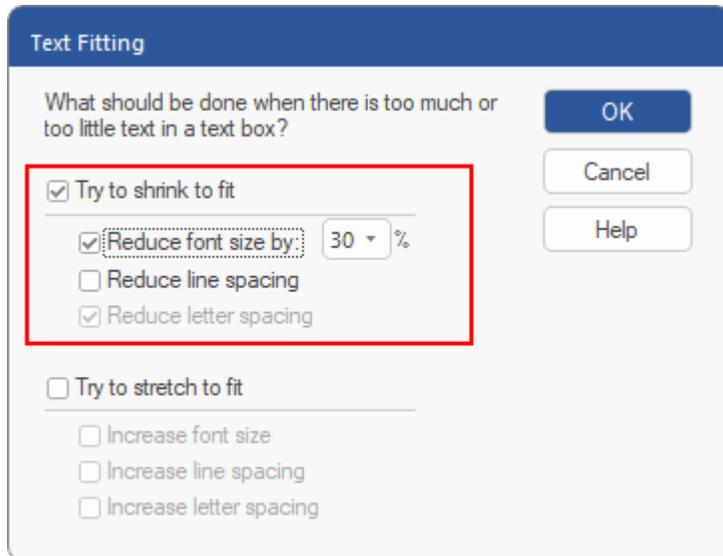 Text Fitting
What should be done when there is too much or
too little text in a text box?
OK
Cancel
Help
Try to shrink to fit
Reduce font size by: 30 %
Reduce line spacing
Reduce letter spacing
Try to stretch to fit
Increase font size
Increase line spacing
Increase letter spacing